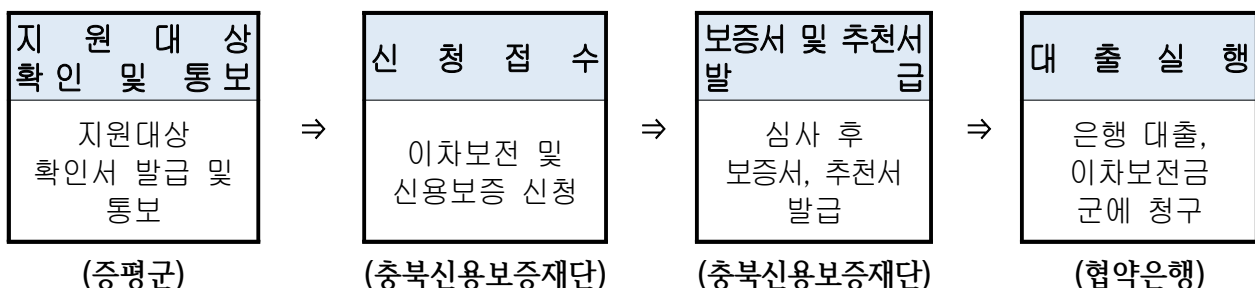 지 원 대 상
확인 및 통보
지원대상
확인서 발급 및
통보
(증평군)
⇒
신 청 접 수
이차보전 및
신용보증 신청
(충북신용보증재단)
⇒
보증서 및 추천서
발 급
심사 후
보증서, 추천서
발급
(충북신용보증재단)
⇒
대 출 실 행
은행 대출,
이차보전금
군에 청구
(협약은행)